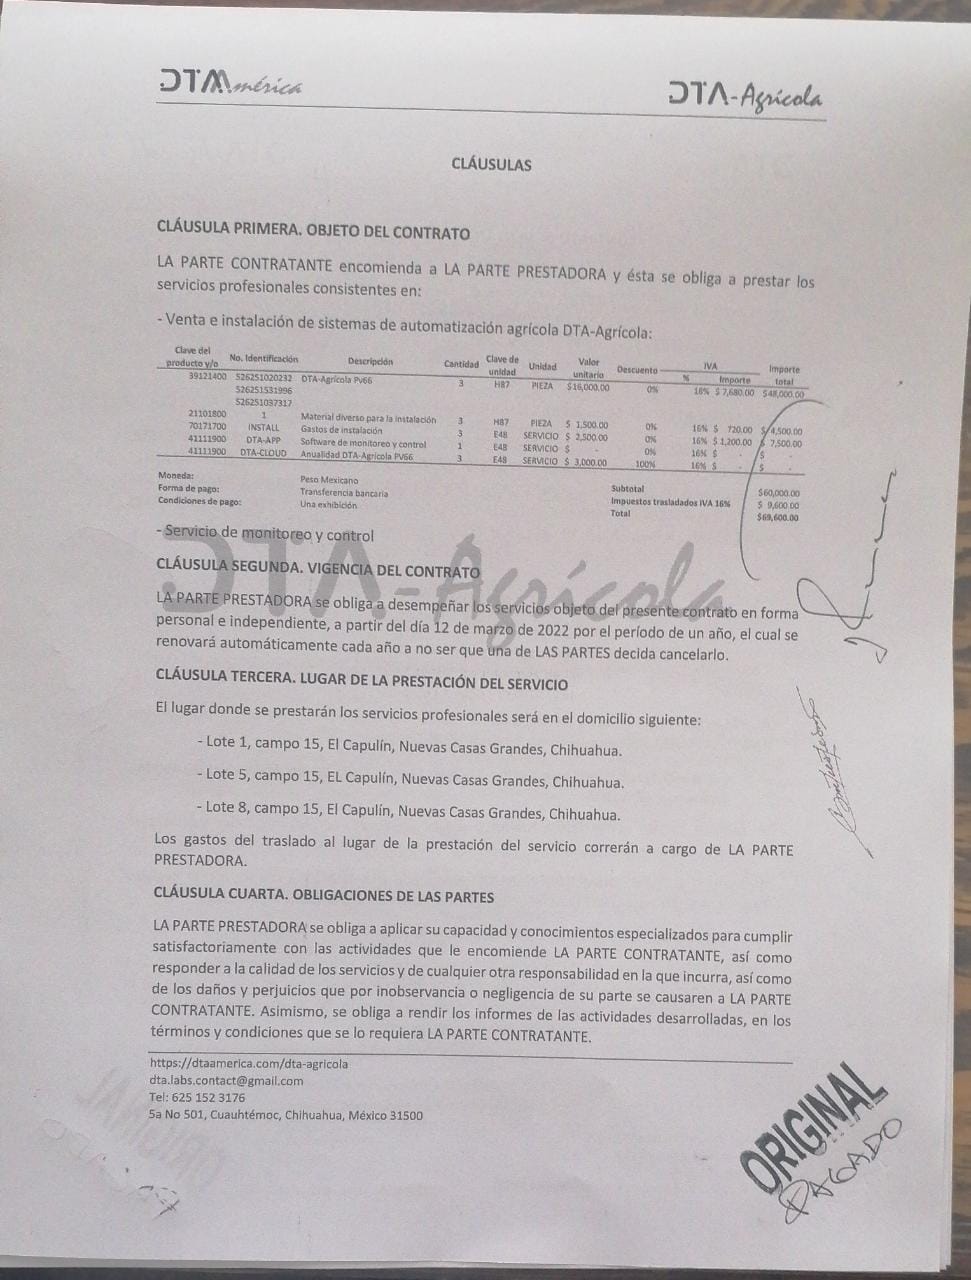 DTAmérica
DTA-Agrícola
CLÁUSULAS
CLÁUSULA PRIMERA. OBJETO DEL CONTRATO
LA PARTE CONTRATANTE encomienda a LA PARTE PRESTADORA y ésta se obliga a prestar los
servicios profesionales consistentes en:
- Venta e instalación de sistemas de automatización agrícola DTA-Agrícola:
Clave del producto y/o No. Identificación Descripción Cantidad Clave de unidad Unidad Valor unitario Descuento IVA % Importe Importe total
39121400 526251020232 DTA-Agrícola Pv66 3 H87 PIEZA $16,000.00 0% 16% $ 7,680.00 $48,000.00
526251531996
526251037317
21101800 1 Material diverso para la instalación 3 H87 PIEZA $ 1,500.00 0% 16% $ 720.00 $ 4,500.00
70171700 INSTALL Gastos de instalación 3 E48 SERVICIO $ 2,500.00 0% 16% $ 1,200.00 $ 7,500.00
41111900 DTA-APP Software de monitoreo y control 1 E48 SERVICIO $ - 0% 16% $ - $ -
41111900 DTA-CLOUD Anualidad DTA-Agrícola PV66 3 E48 SERVICIO $ 3,000.00 100% 16% $ - $ -
Moneda: Peso Mexicano Subtotal $60,000.00
Forma de pago: Transferencia bancaria Impuestos trasladados IVA 16% $ 9,600.00
Condiciones de pago: Una exhibición Total $69,600.00
- Servicio de monitoreo y control
DTA-Agrícola
CLÁUSULA SEGUNDA. VIGENCIA DEL CONTRATO
LA PARTE PRESTADORA se obliga a desempeñar los servicios objeto del presente contrato en forma
personal e independiente, a partir del día 12 de marzo de 2022 por el período de un año, el cual se
renovará automáticamente cada año a no ser que una de LAS PARTES decida cancelarlo.
CLÁUSULA TERCERA. LUGAR DE LA PRESTACIÓN DEL SERVICIO
El lugar donde se prestarán los servicios profesionales será en el domicilio siguiente:
- Lote 1, campo 15, El Capulín, Nuevas Casas Grandes, Chihuahua.
- Lote 5, campo 15, EL Capulín, Nuevas Casas Grandes, Chihuahua.
- Lote 8, campo 15, El Capulín, Nuevas Casas Grandes, Chihuahua.
Los gastos del traslado al lugar de la prestación del servicio correrán a cargo de LA PARTE
PRESTADORA.
CLÁUSULA CUARTA. OBLIGACIONES DE LAS PARTES
LA PARTE PRESTADORA se obliga a aplicar su capacidad y conocimientos especializados para cumplir
satisfactoriamente con las actividades que le encomiende LA PARTE CONTRATANTE, así como
responder a la calidad de los servicios y de cualquier otra responsabilidad en la que incurra, así como
de los daños y perjuicios que por inobservancia o negligencia de su parte se causaren a LA PARTE
CONTRATANTE. Asimismo, se obliga a rendir los informes de las actividades desarrolladas, en los
términos y condiciones que se lo requiera LA PARTE CONTRATANTE.
https://dtaamerica.com/dta-agricola
dta.labs.contact@gmail.com
Tel: 625 152 3176
5a No 501, Cuauhtémoc, Chihuahua, México 31500
ORIGINAL
PAGADO